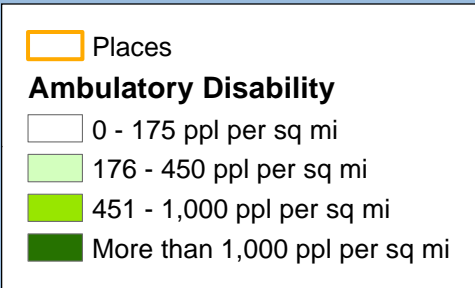 Places
Ambulatory Disability
0 - 175 ppl per sq mi
176 - 450 ppl per sq mi
451 - 1,000 ppl per sq mi
More than 1,000 ppl per sq mi